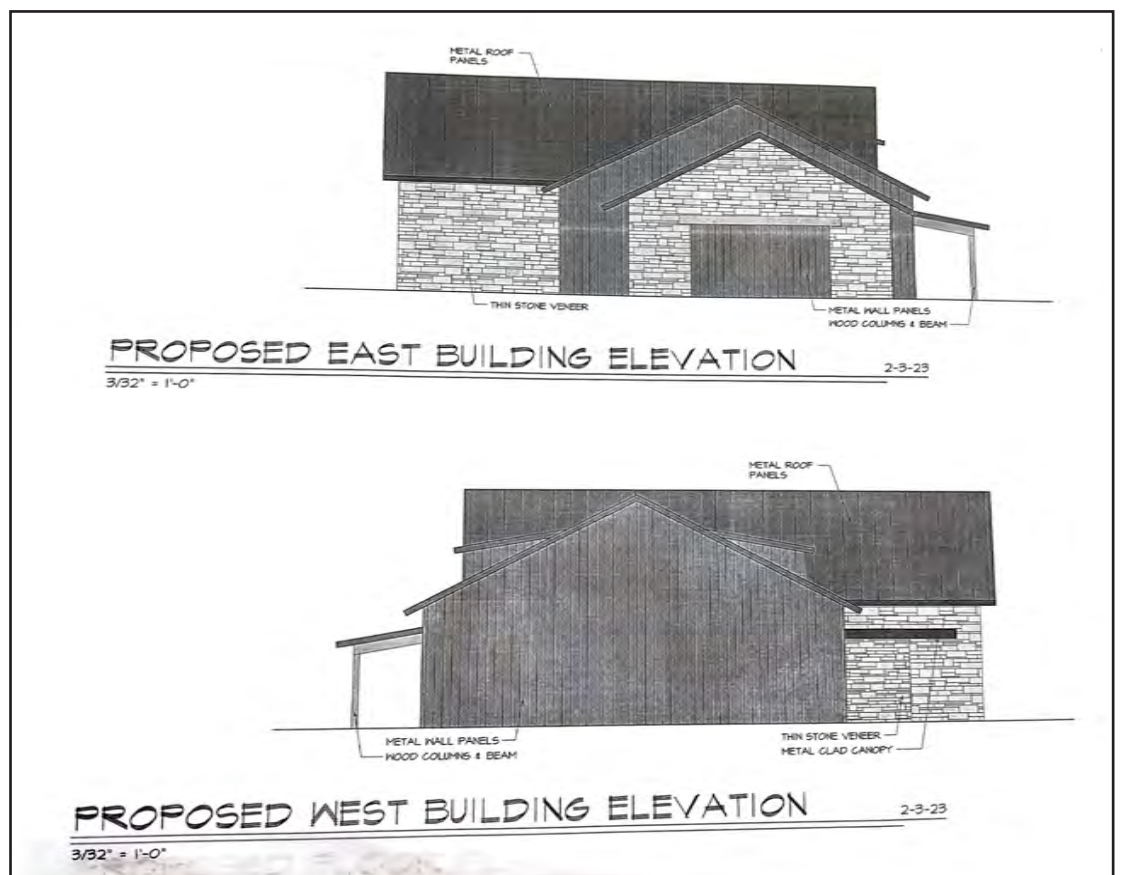 METAL ROOF
PANELS
THIN STONE VENEER
METAL WALL PANELS
WOOD COLUMNS & BEAM
PROPOSED EAST BUILDING ELEVATION
2-3-23
3/32" = 1'-0"
METAL ROOF
PANELS
METAL WALL PANELS
WOOD COLUMNS & BEAM
THIN STONE VENEER
METAL CLAD CANOPY
PROPOSED WEST BUILDING ELEVATION
2-3-23
3/32" = 1'-0"